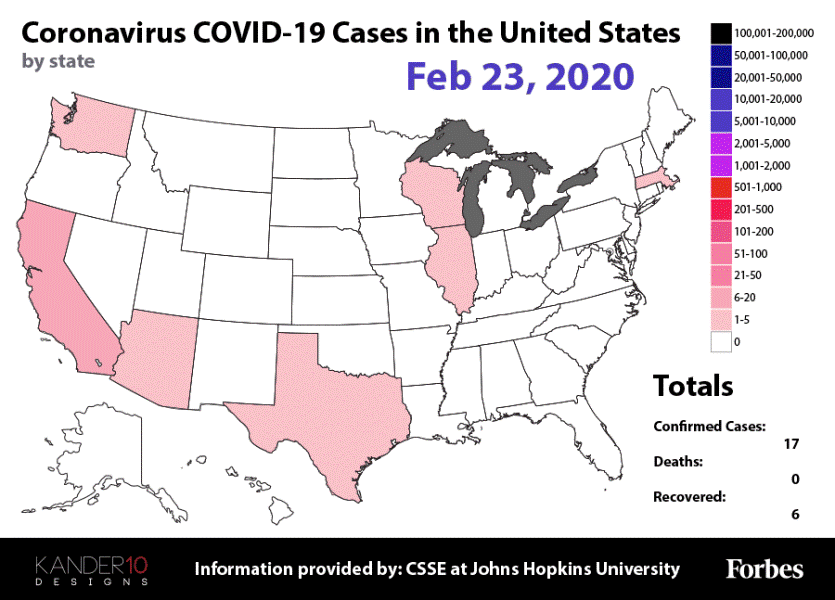 Coronavirus COVID-19 Cases in the United States
by state
Feb 23, 2020
100,001-200,000
50,001-100,000
20,001-50,000
10,001-20,000
5,001-10,000
2,001-5,000
1,001-2,000
501-1,000
201-500
101-200
51-100
21-50
6-20
1-5
0
Totals
Confirmed Cases:
17
Deaths:
0
Recovered:
6
KANDER10
DESIGNS
Information provided by: CSSE at Johns Hopkins University
Forbes